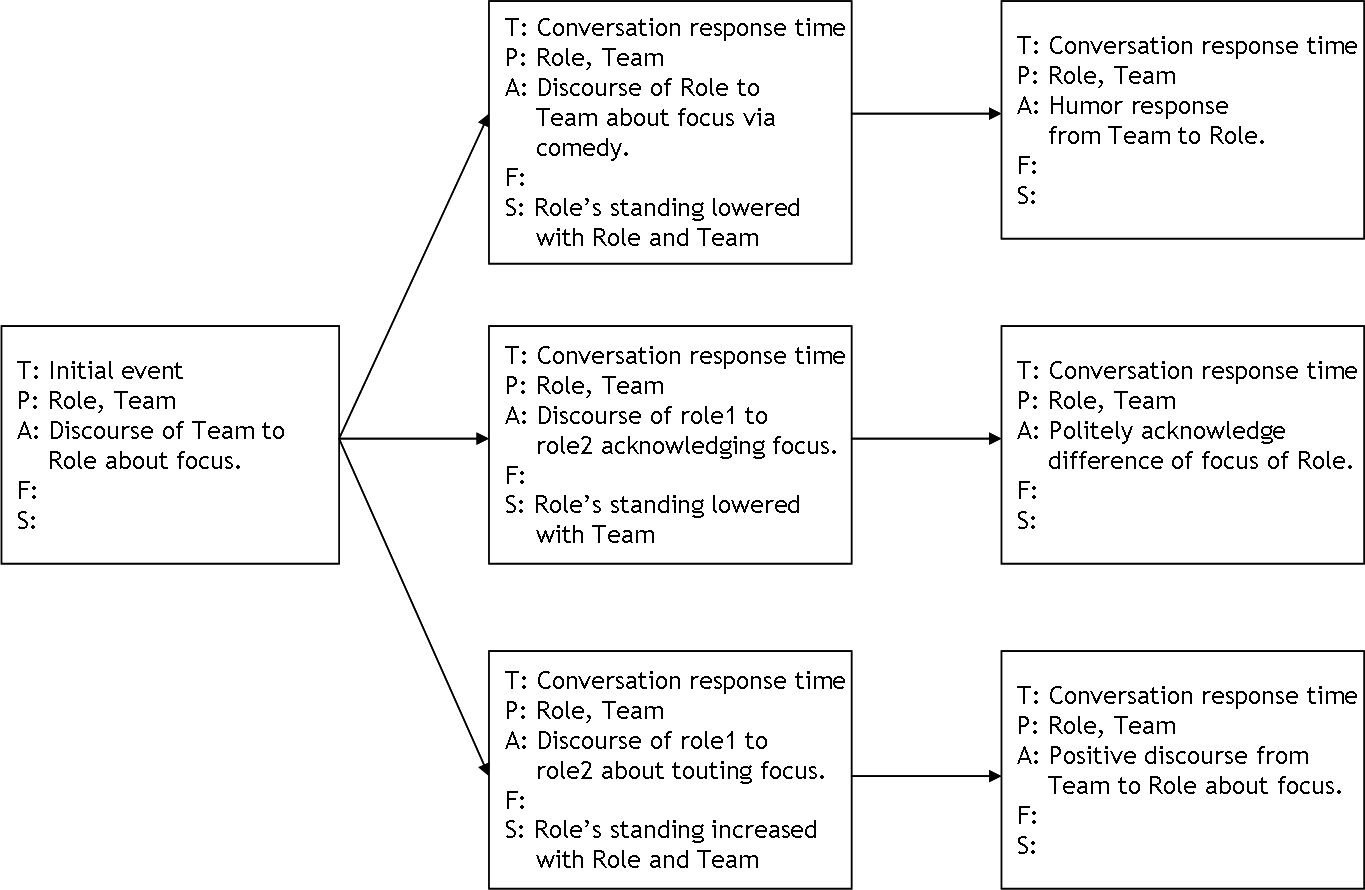 T: Initial event
P: Role, Team
A: Discourse of Team to
Role about focus.
F:
S:
T: Conversation response time
P: Role, Team
A: Discourse of Role to
Team about focus via
comedy.
F:
S: Role’s standing lowered
with Role and Team
T: Conversation response time
P: Role, Team
A: Humor response
from Team to Role.
F:
S:
T: Conversation response time
P: Role, Team
A: Discourse of role1 to
role2 acknowledging focus.
F:
S: Role’s standing lowered
with Team
T: Conversation response time
P: Role, Team
A: Politely acknowledge
difference of focus of Role.
F:
S:
T: Conversation response time
P: Role, Team
A: Discourse of role1 to
role2 about touting focus.
F:
S: Role’s standing increased
with Role and Team
T: Conversation response time
P: Role, Team
A: Positive discourse from
Team to Role about focus.
F:
S: